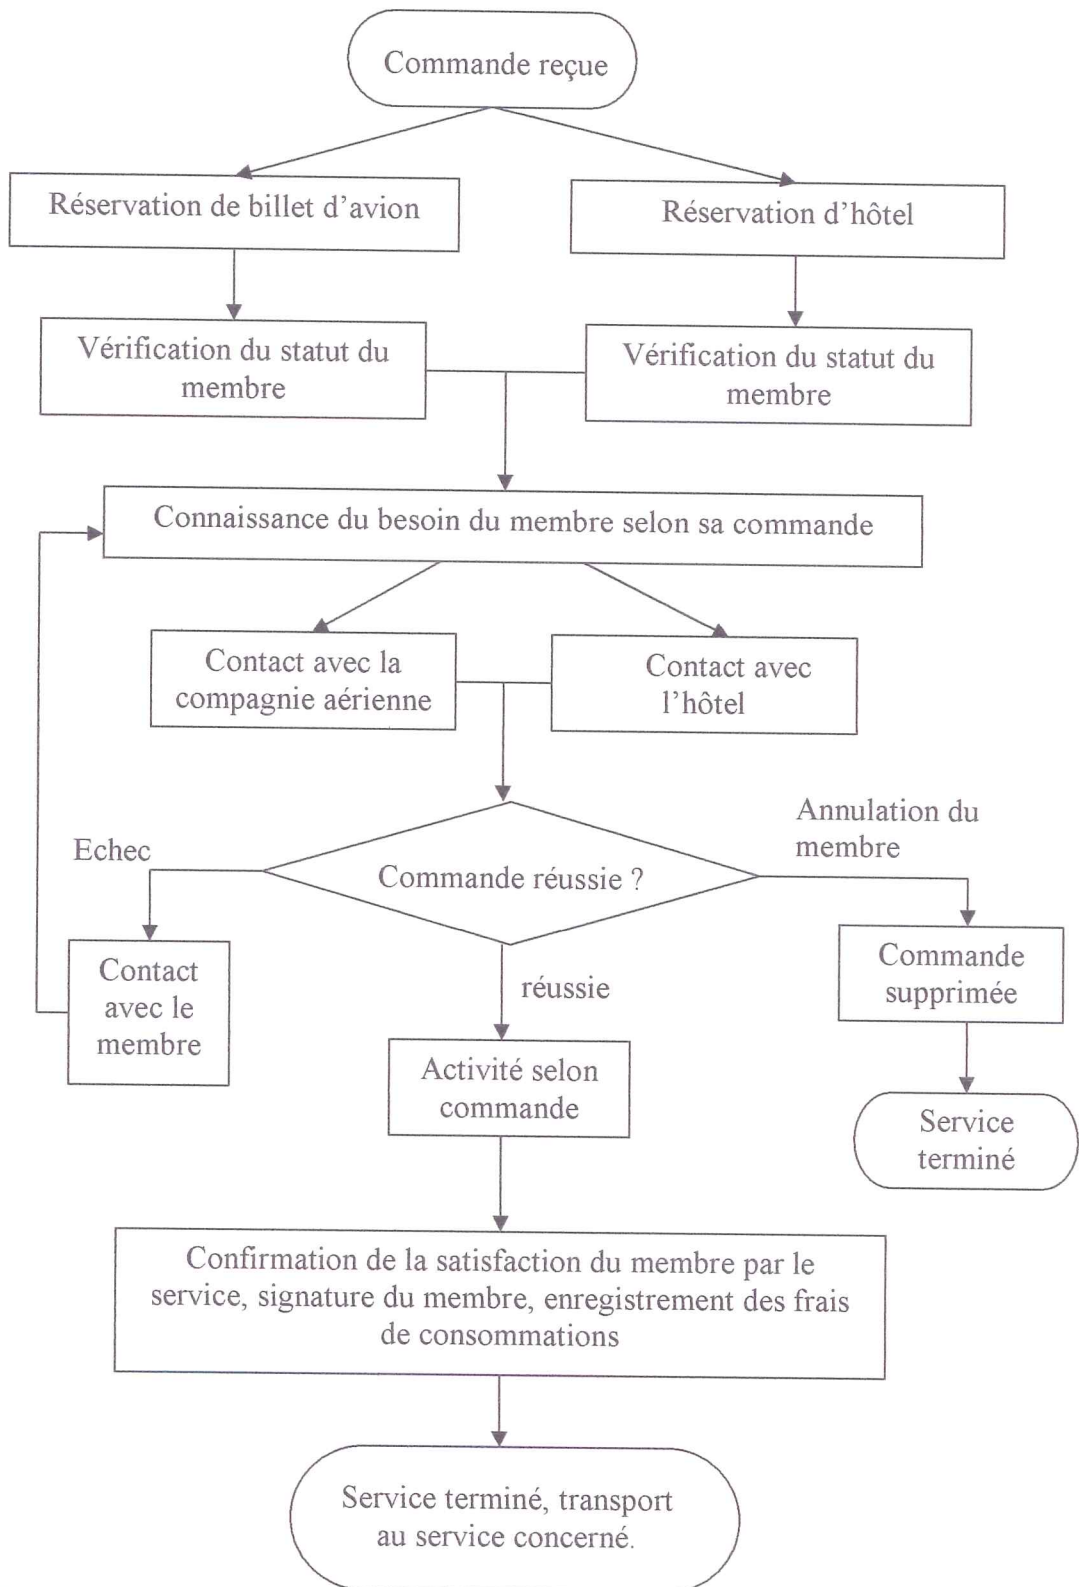 Commande reçue
Réservation de billet d'avion
Réservation d'hôtel
Vérification du statut du
membre
Vérification du statut du
membre
Connaissance du besoin du membre selon sa commande
Contact avec la
compagnie aérienne
Contact avec
l'hôtel
Annulation du
membre
Echec
Commande réussie ?
Contact
avec le
membre
réussie
Commande
supprimée
Activité selon
commande
Service
terminé
Confirmation de la satisfaction du membre par le
service, signature du membre, enregistrement des frais
de consommations
Service terminé, transport
au service concerné.